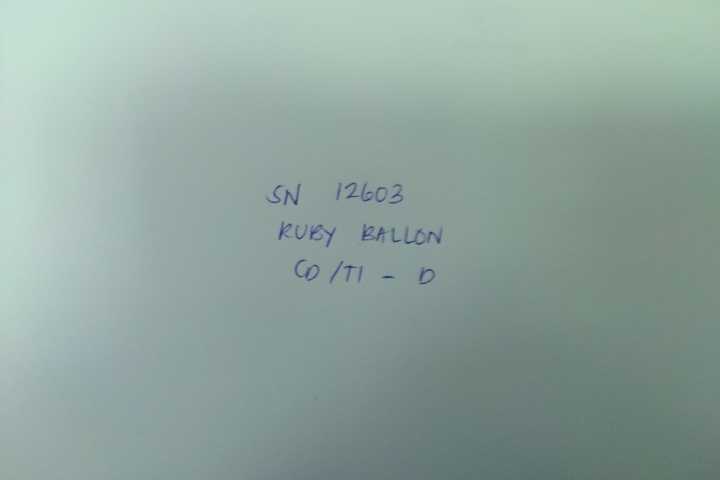 SN 12603
RUBY BALLON
CO/TI - D